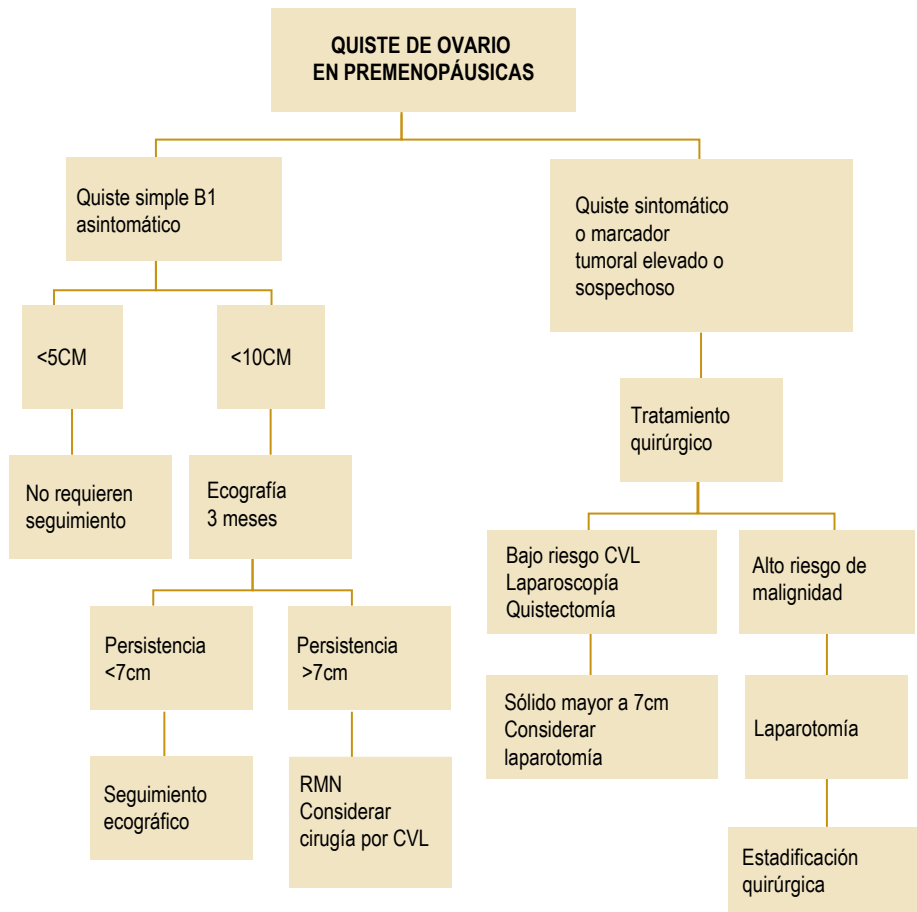 QUISTE DE OVARIO
EN PREMENOPÁUSICAS
Quiste simple B1
asintomático
Quiste sintomático
o marcador
tumoral elevado o
sospechoso
<5CM
<10CM
Tratamiento
quirúrgico
No requieren
seguimiento
Ecografía
3 meses
Bajo riesgo CVL
Laparoscopía
Quistectomía
Alto riesgo de
malignidad
Persistencia
<7cm
Persistencia
>7cm
Sólido mayor a 7cm
Considerar
laparotomía
Laparotomía
Seguimiento
ecográfico
RMN
Considerar
cirugía por CVL
Estadificación
quirúrgica